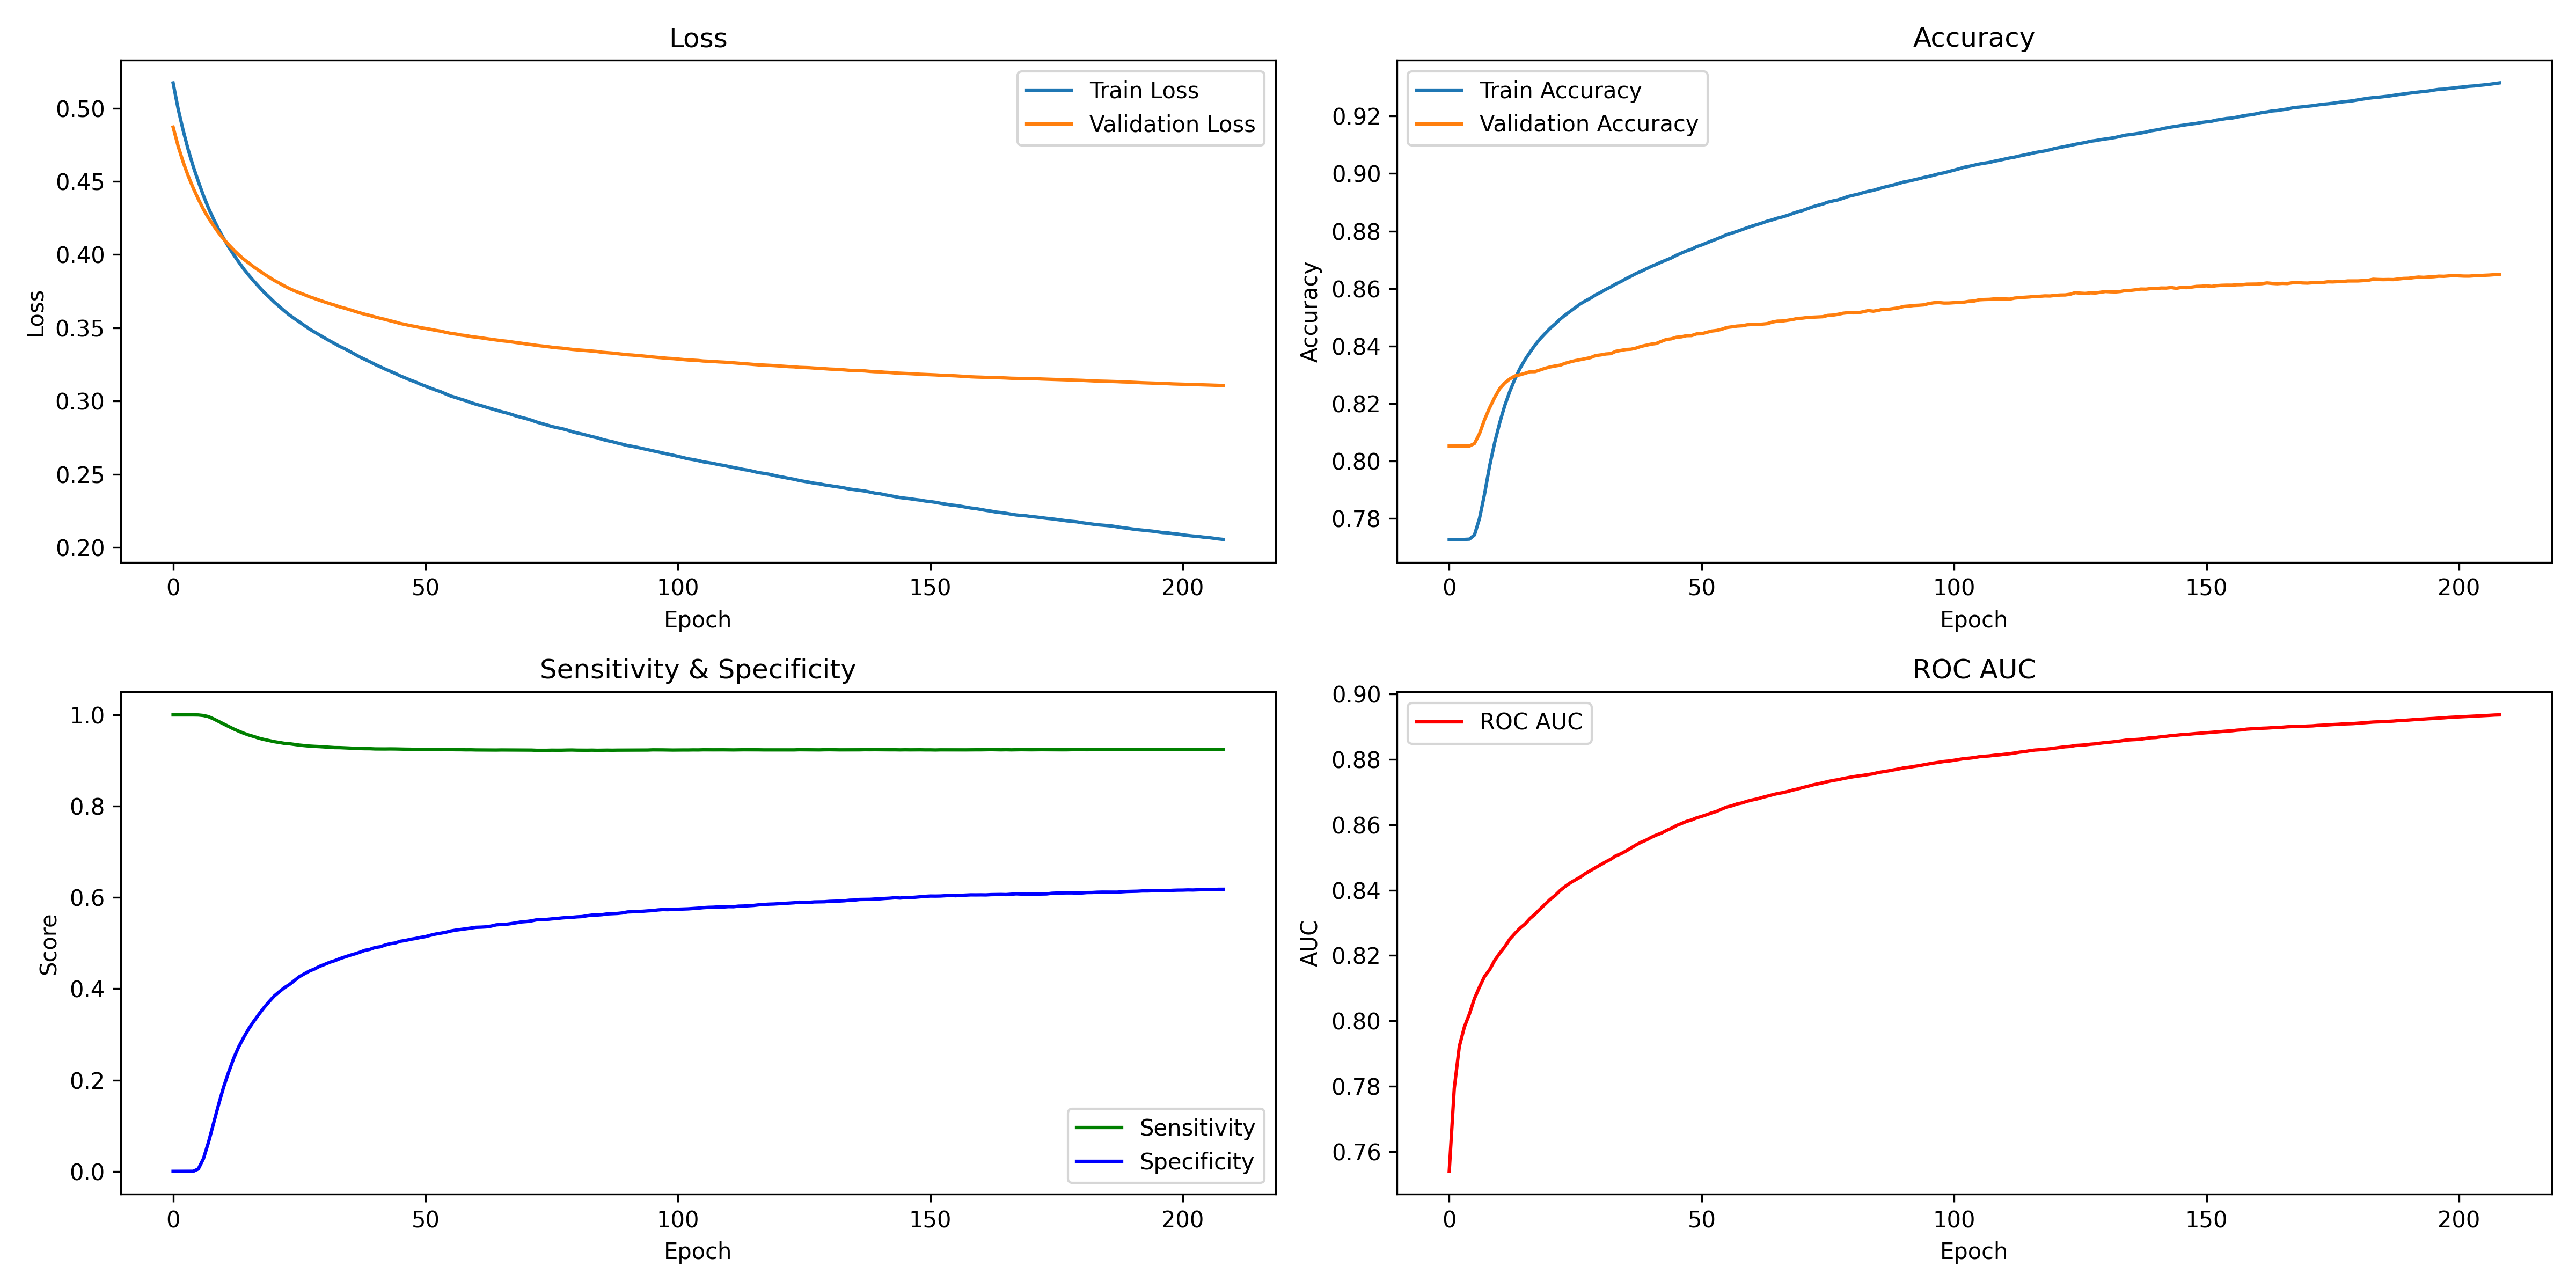 Loss
Loss
0.50
0.45
0.40
0.35
0.30
0.25
0.20
Train Loss
Validation Loss
0 50 100 150 200
Epoch
Accuracy
Accuracy
0.92
0.90
0.88
0.86
0.84
0.82
0.80
0.78
Train Accuracy
Validation Accuracy
0 50 100 150 200
Epoch
Sensitivity & Specificity
Score
1.0
0.8
0.6
0.4
0.2
0.0
Sensitivity
Specificity
0 50 100 150 200
Epoch
ROC AUC
AUC
0.90
0.88
0.86
0.84
0.82
0.80
0.78
0.76
ROC AUC
0 50 100 150 200
Epoch